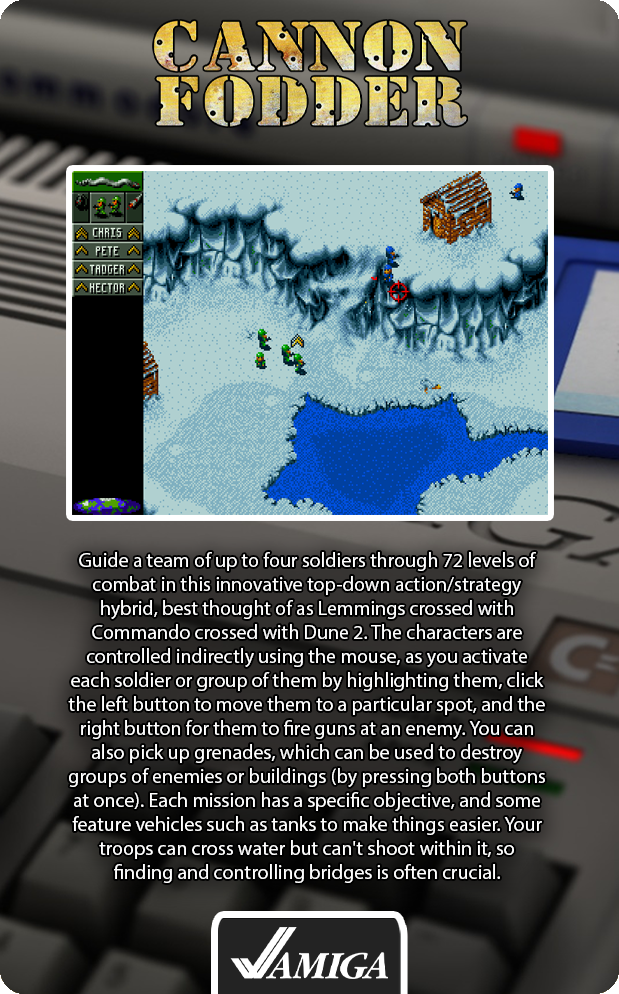 CANNON
FODDER
CHRIS
PETE
TADGER
HECTOR
Guide a team of up to four soldiers through 72 levels of
combat in this innovative top-down action/strategy
hybrid, best thought of as Lemmings crossed with
Commando crossed with Dune 2. The characters are
controlled indirectly using the mouse, as you activate
each soldier or group of them by highlighting them, click
the left button to move them to a particular spot, and the
right button for them to fire guns at an enemy. You can
also pick up grenades, which can be used to destroy
groups of enemies or buildings (by pressing both buttons
at once). Each mission has a specific objective, and some
feature vehicles such as tanks to make things easier. Your
troops can cross water but can't shoot within it, so
finding and controlling bridges is often crucial.
AMIGA